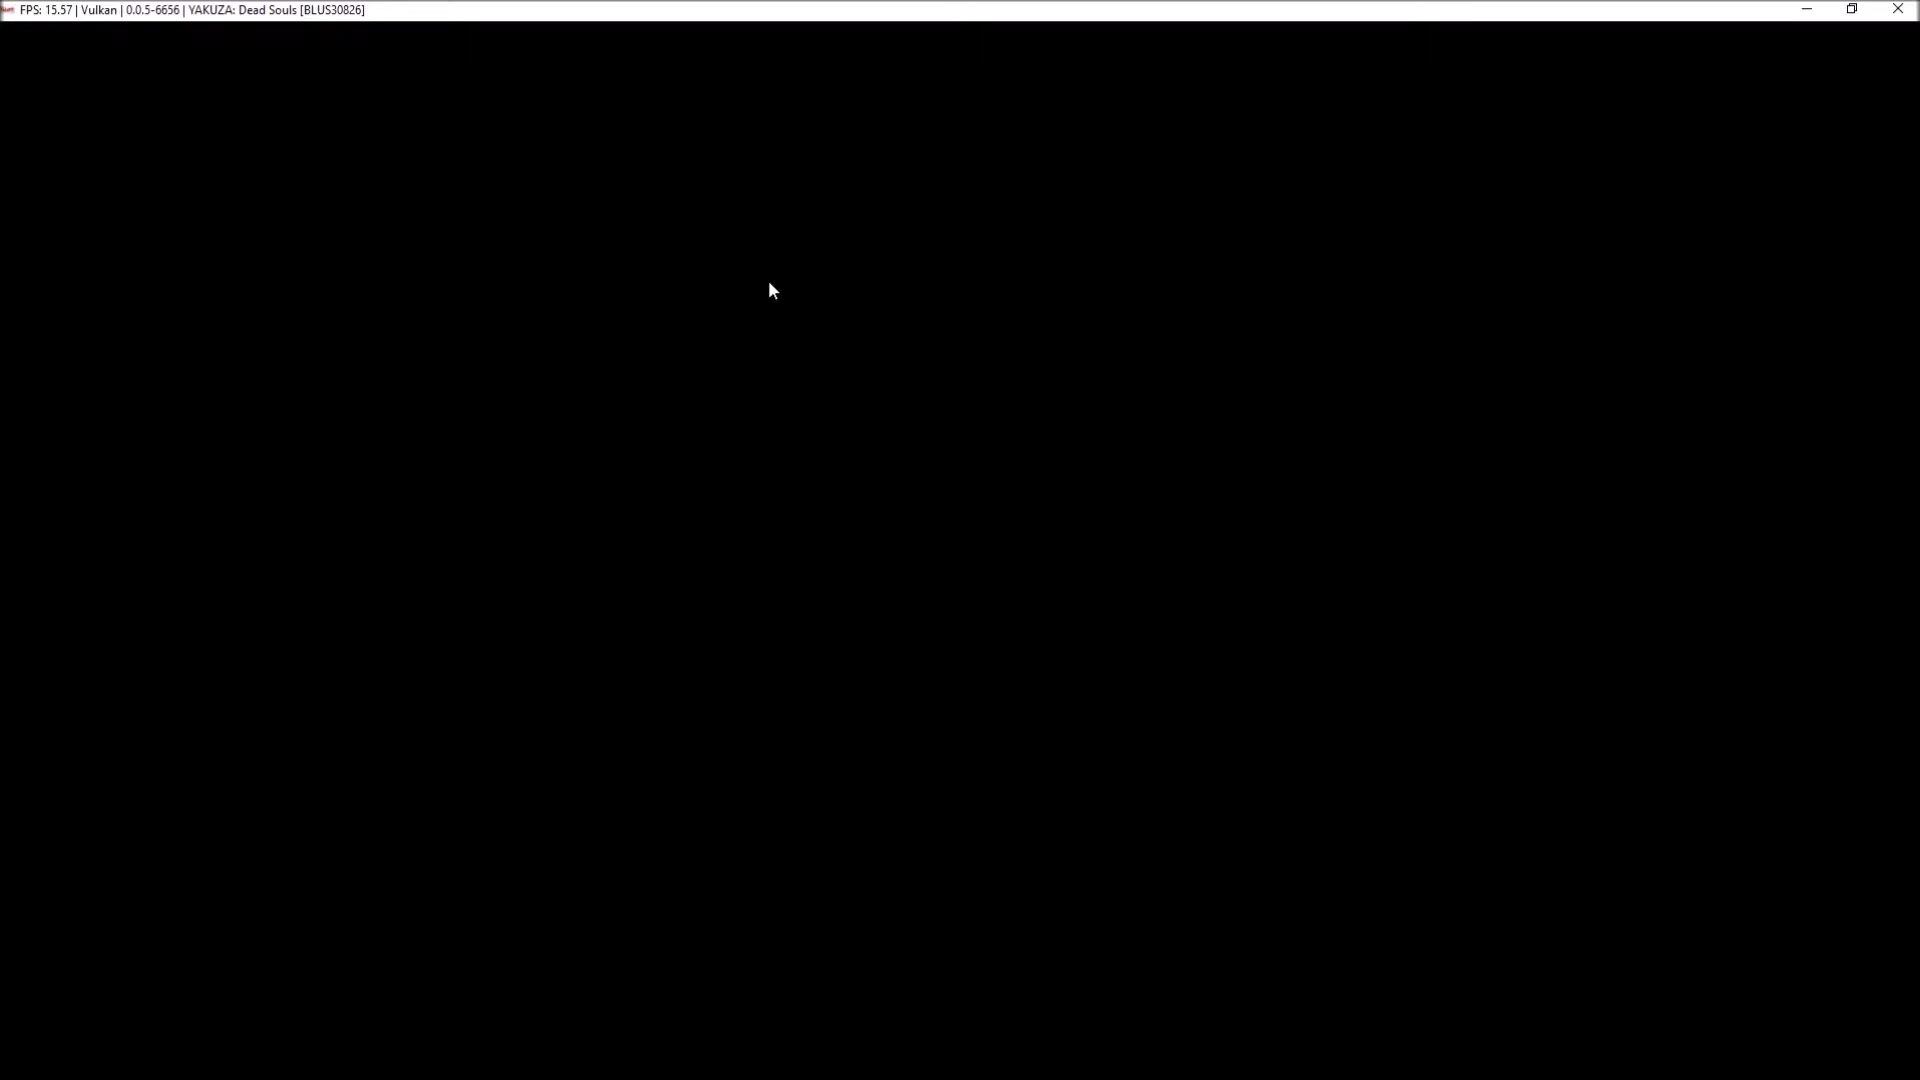 FPS: 15.57 | Vulkan | 0.0.5-6656 | YAKUZA: Dead Souls [BLUS30826]